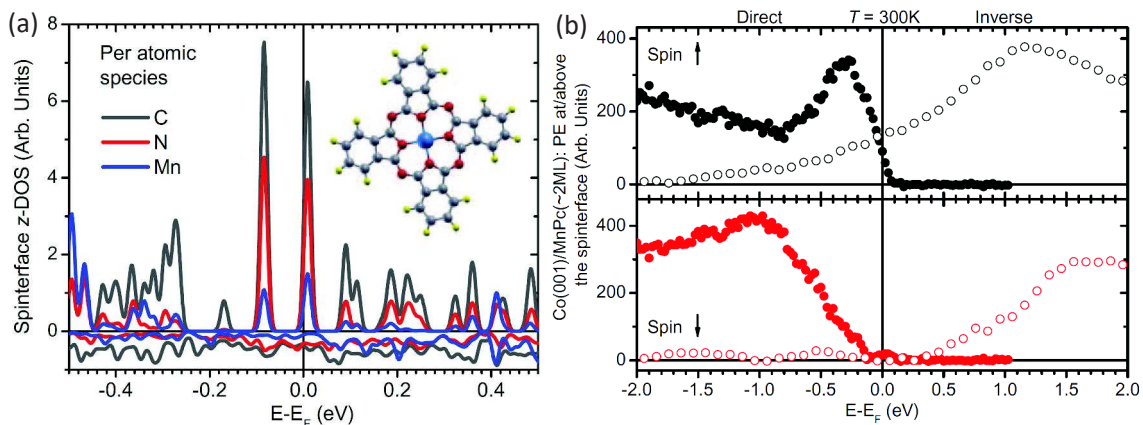 (a)
Spinterface z-DOS (Arb. Units)
8
6
4
2
0
2
Per atomic
species
C
N
Mn
-0.4
-0.2
0.0
0.2
0.4
E-E_F (eV)
(b)
Direct
T = 300K
Inverse
Co(001)/MnPc(~2ML): PE at/above
the spinterface (Arb. Units)
400
200
0
Spin ↑
400
200
0
Spin ↓
-2.0
-1.5
-1.0
-0.5
0.0
0.5
1.0
1.5
2.0
E-E_F (eV)